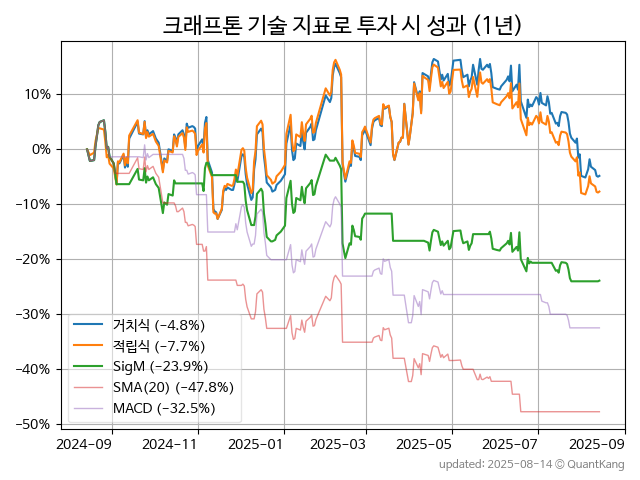 크래프톤 기술 지표로 투자 시 성과 (1년)
10%
0%
−10%
−20%
−30%
−40%
−50%
거치식 (−4.8%)
적립식 (−7.7%)
SigM (−23.9%)
SMA(20) (−47.8%)
MACD (−32.5%)
2024-09 2024-11 2025-01 2025-03 2025-05 2025-07 2025-09
updated: 2025-08-14 © QuantKang